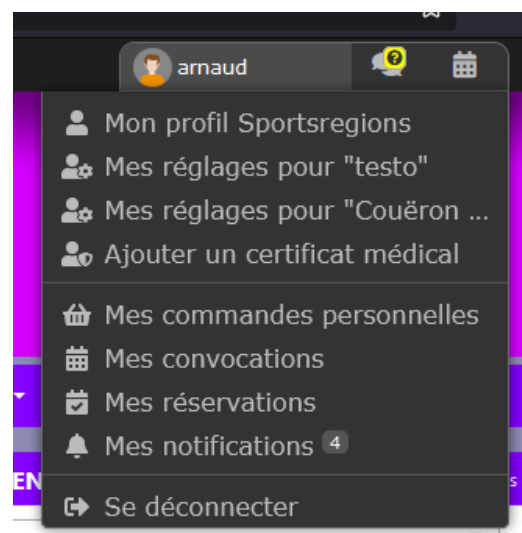 arnaud
?
Mon profil Sportsregions
Mes réglages pour "testo"
Mes réglages pour "Couëron ...
Ajouter un certificat médical
Mes commandes personnelles
Mes convocations
Mes réservations
Mes notifications 4
EN
s
Se déconnecter